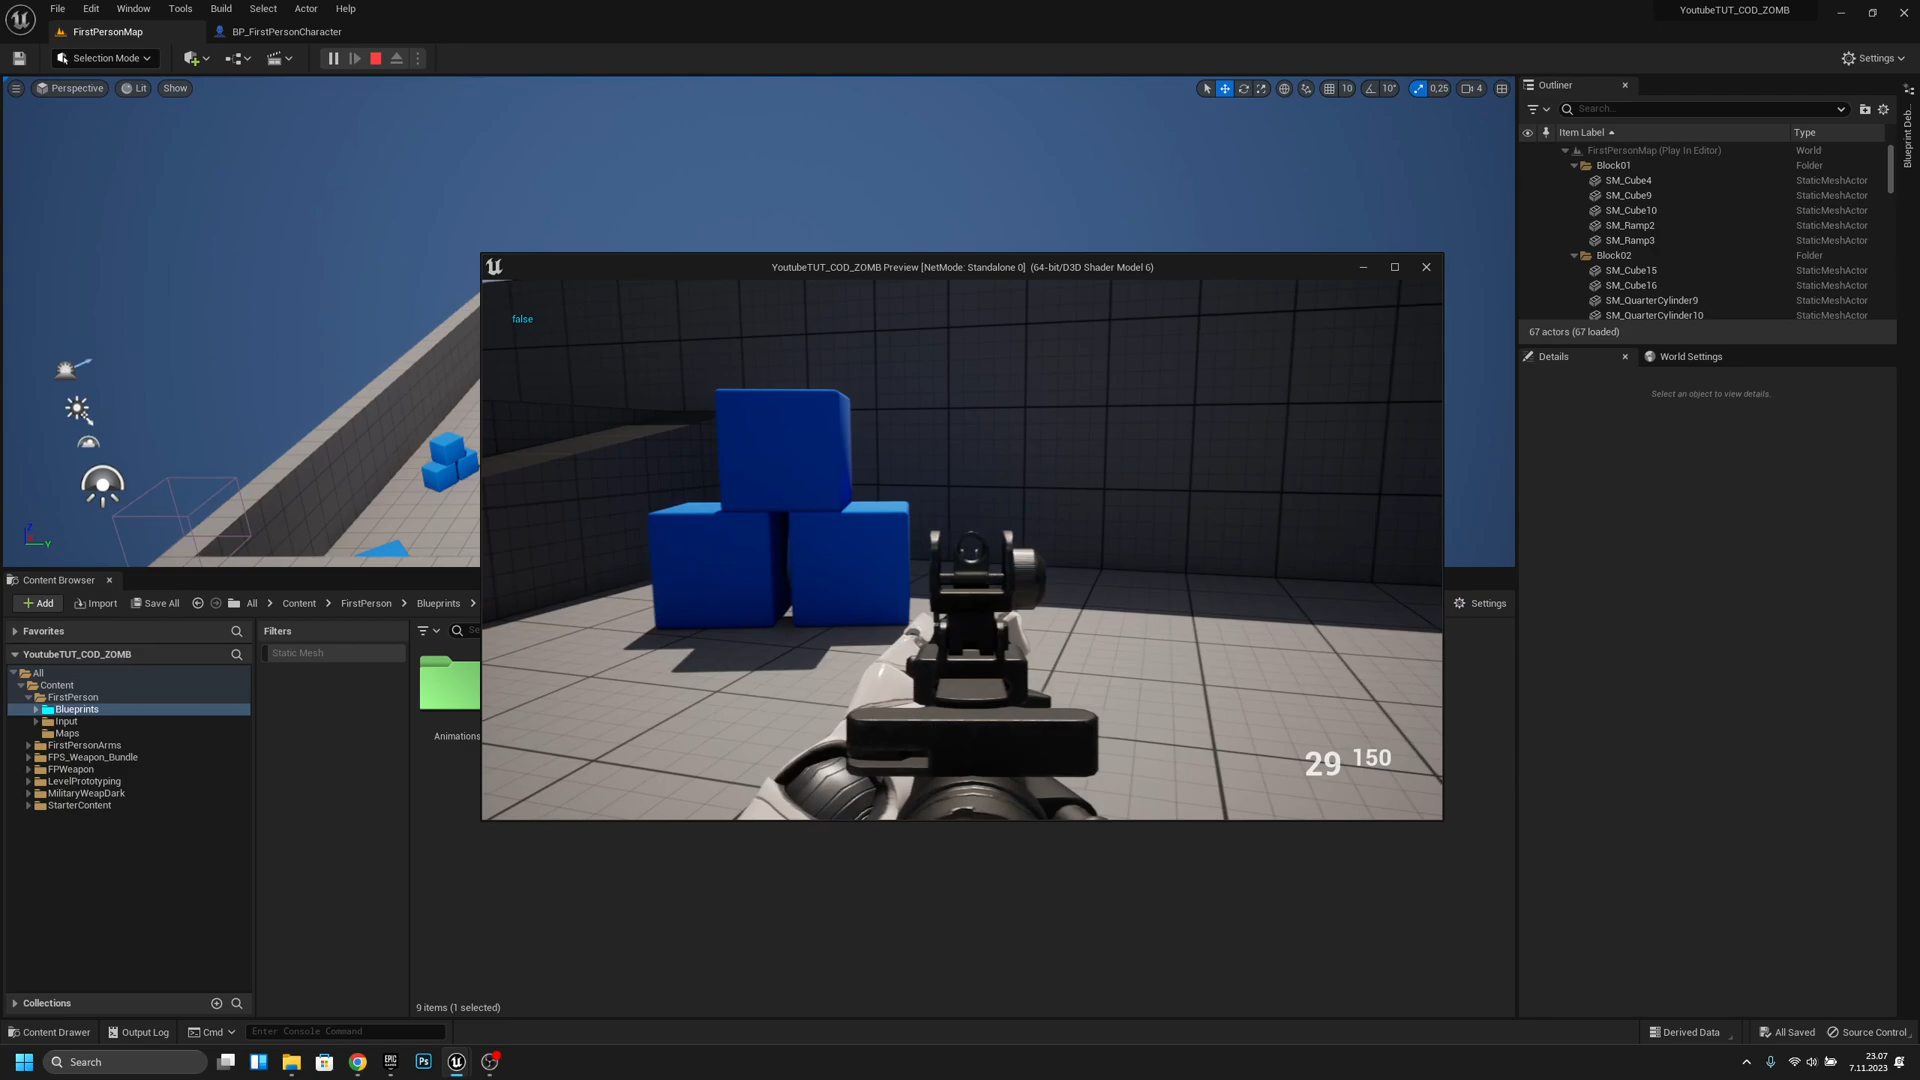 File Edit Window Tools Build Select Actor Help
YoutubeTUT_COD_ZOMB
FirstPersonMap
BP_FirstPersonCharacter
Selection Mode
Settings
Perspective
Lit
Show
10
10°
0,25
4
Outliner
Search...
Item Label
Type
FirstPersonMap (Play In Editor) World
Block01 Folder
SM_Cube4 StaticMeshActor
SM_Cube9 StaticMeshActor
SM_Cube10 StaticMeshActor
SM_Ramp2 StaticMeshActor
SM_Ramp3 StaticMeshActor
Block02 Folder
SM_Cube15 StaticMeshActor
SM_Cube16 StaticMeshActor
SM_QuarterCylinder9 StaticMeshActor
SM_QuarterCylinder10 StaticMeshActor
67 actors (67 loaded)
Blueprint Deb...
Details
World Settings
Select an object to view details.
YoutubeTUT_COD_ZOMB Preview [NetMode: Standalone 0] (64-bit/D3D Shader Model 6)
false
29 150
Z
Y
Content Browser
Add
Import
Save All
All
Content
FirstPerson
Blueprints
Settings
Favorites
YoutubeTUT_COD_ZOMB
All
Content
FirstPerson
Blueprints
Input
Maps
FirstPersonArms
FPS_Weapon_Bundle
FPWeapon
LevelPrototyping
MilitaryWeapDark
StarterContent
Collections
Filters
Static Mesh
Se
Animations
9 items (1 selected)
Content Drawer
Output Log
Cmd
Enter Console Command
Derived Data
All Saved
Source Control
Search
EPIC
Ps
23.07
7.11.2023